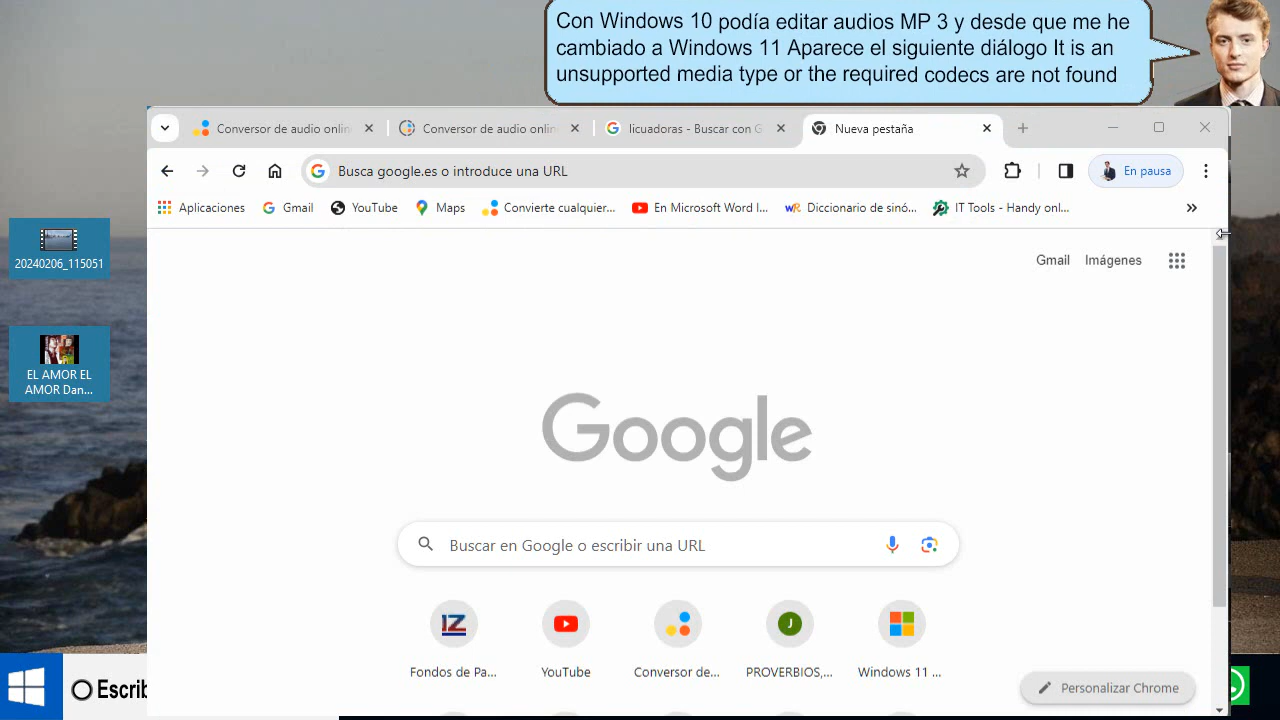 Con Windows 10 podía editar audios MP 3 y desde que me he
cambiado a Windows 11 Aparece el siguiente diálogo It is an
unsupported media type or the required codecs are not found
Conversor de audio onlin
Conversor de audio onlin
licuadoras - Buscar con G
Nueva pestaña
Busca google.es o introduce una URL
En pausa
Aplicaciones
Gmail
YouTube
Maps
Convierte cualquier...
En Microsoft Word l...
Diccionario de sinó...
IT Tools - Handy onl...
Gmail
Imágenes
20240206_115051
EL AMOR EL
AMOR Dan...
Google
Buscar en Google o escribir una URL
IZ
J
Fondos de Pa...
YouTube
Conversor de...
PROVERBIOS,...
Windows 11 ...
Personalizar Chrome
Escrib